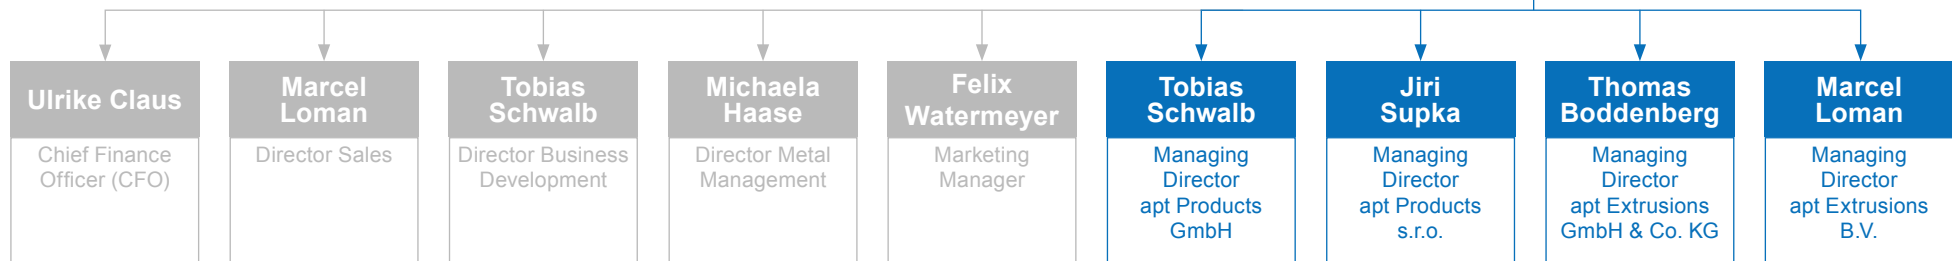 Ulrike Claus
Chief Finance
Officer (CFO)
Marcel
Loman
Director Sales
Tobias
Schwalb
Director Business
Development
Michaela
Haase
Director Metal
Management
Felix
Watermeyer
Marketing
Manager
Tobias
Schwalb
Managing
Director
apt Products
GmbH
Jiri
Supka
Managing
Director
apt Products
s.r.o.
Thomas
Boddenberg
Managing
Director
apt Extrusions
GmbH & Co. KG
Marcel
Loman
Managing
Director
apt Extrusions
B.V.